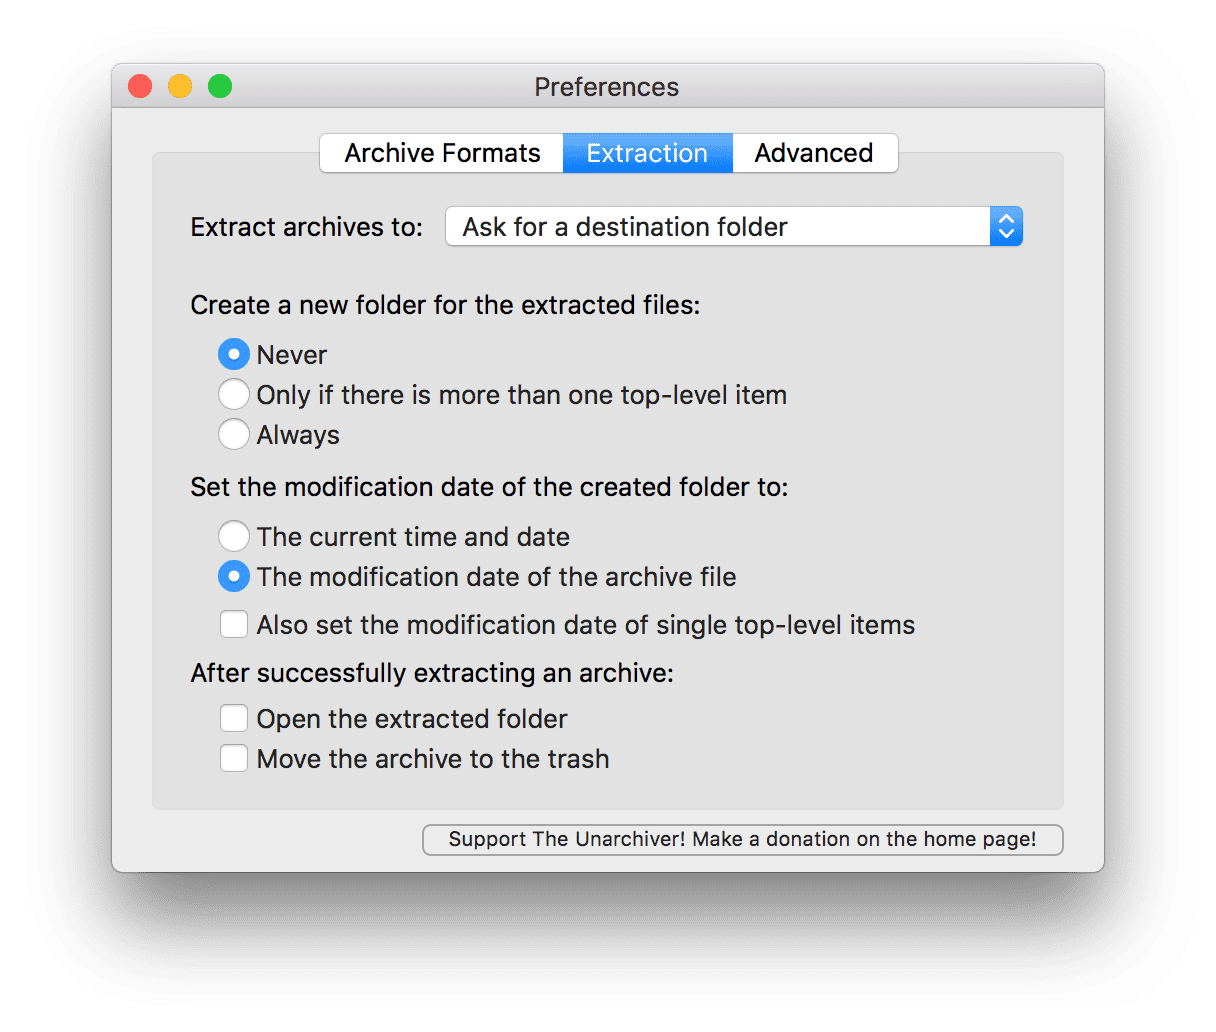 Preferences
Archive Formats Extraction Advanced
Extract archives to: Ask for a destination folder
Create a new folder for the extracted files:
Never
Only if there is more than one top-level item
Always
Set the modification date of the created folder to:
The current time and date
The modification date of the archive file
Also set the modification date of single top-level items
After successfully extracting an archive:
Open the extracted folder
Move the archive to the trash
Support The Unarchiver! Make a donation on the home page!